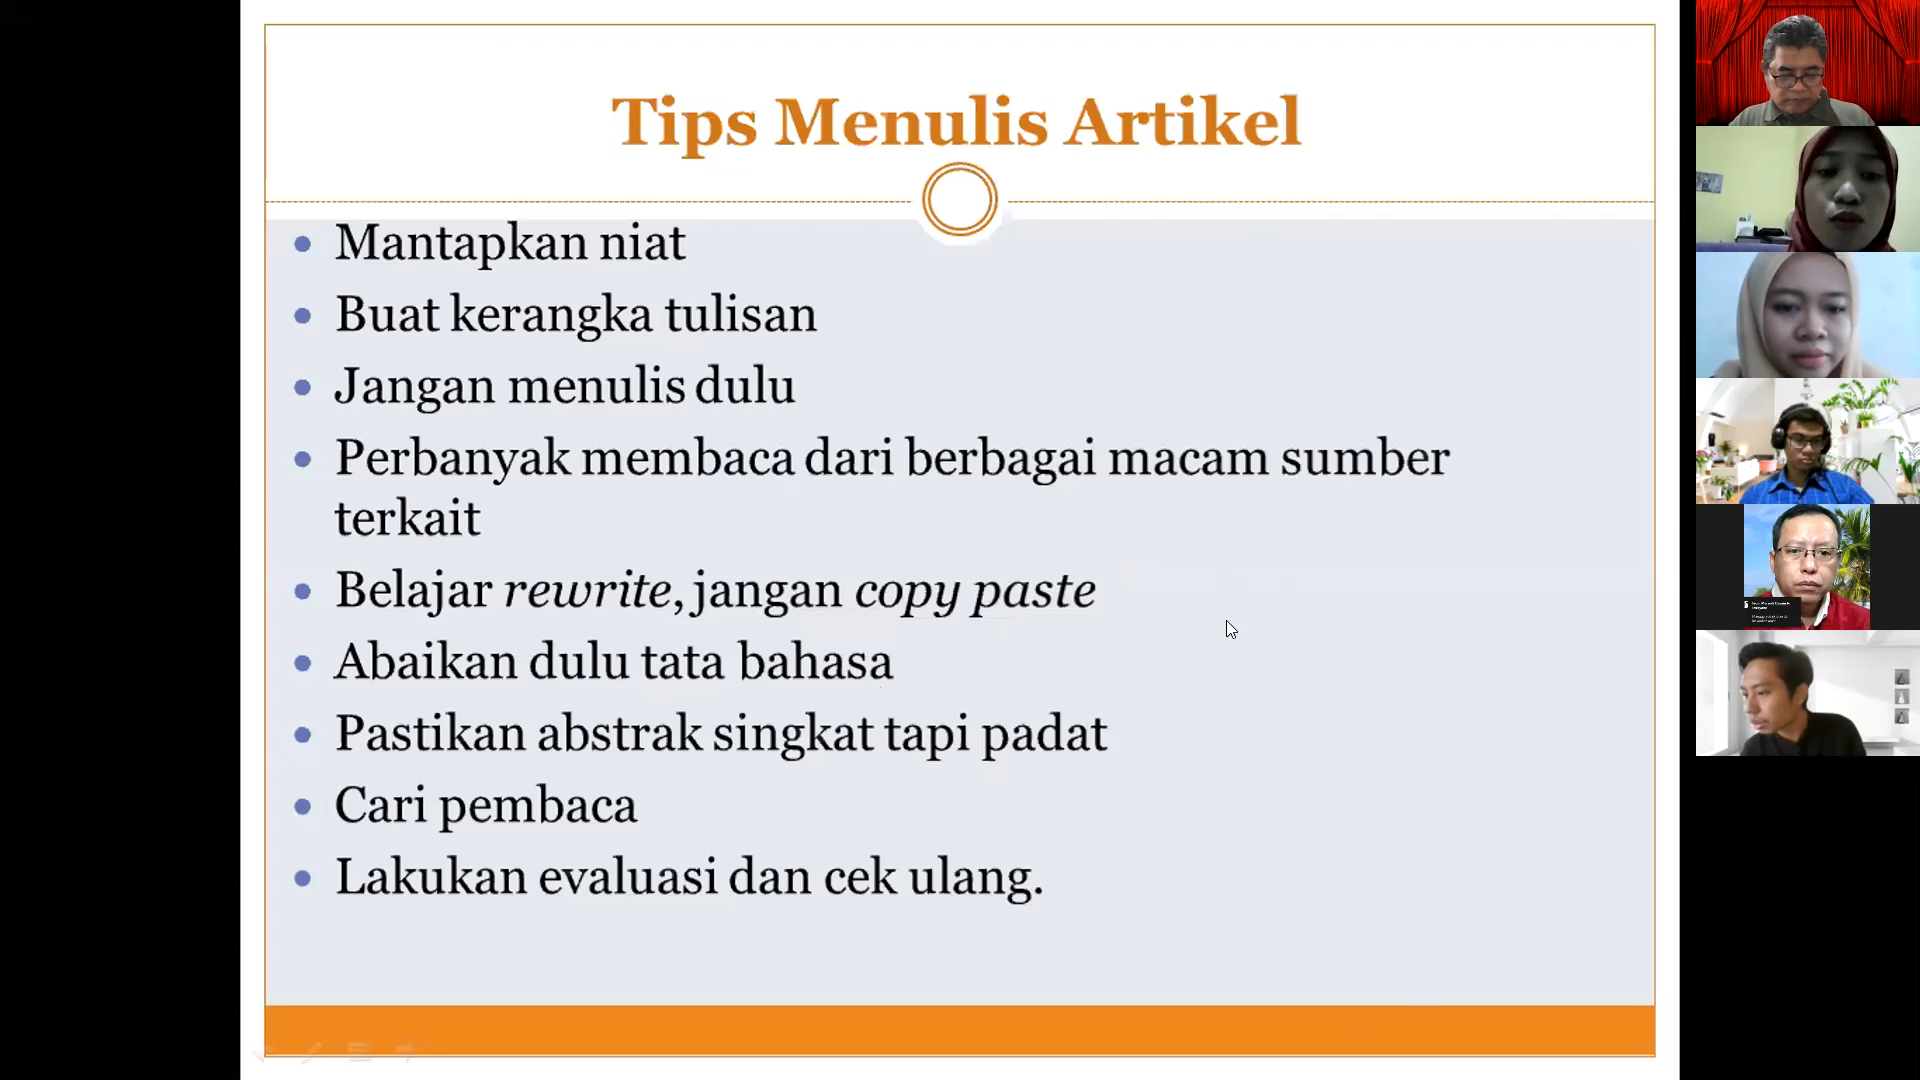 Tips Menulis Artikel
Mantapkan niat
Buat kerangka tulisan
Jangan menulis dulu
Perbanyak membaca dari berbagai macam sumber
terkait
Belajar rewrite, jangan copy paste
Abaikan dulu tata bahasa
Pastikan abstrak singkat tapi padat
Cari pembaca
Lakukan evaluasi dan cek ulang.